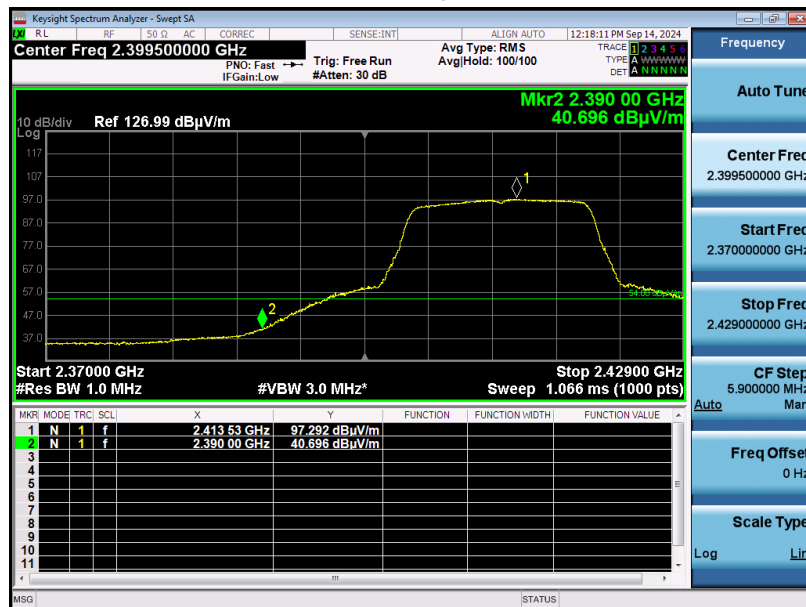 Keysight Spectrum Analyzer - Swept SA
LXI RL RF 50 Ω AC CORREC SENSE:INT ALIGN AUTO 12:18:11 PM Sep 14, 2024
Center Freq 2.399500000 GHz Avg Type: RMS TRACE 1 2 3 4 5 6
PNO: Fast Trig: Free Run Avg|Hold: 100/100 TYPE A WWWWW
IFGain:Low #Atten: 30 dB DET A N N N N N
Mkr2 2.390 00 GHz
10 dB/div Ref 126.99 dBµV/m 40.696 dBµV/m
Log
117
107
97.0
87.0
77.0
67.0
57.0
47.0
37.0
1
2
Start 2.37000 GHz Stop 2.42900 GHz
#Res BW 1.0 MHz #VBW 3.0 MHz* Sweep 1.066 ms (1000 pts)
MKR MODE TRC SCL X Y FUNCTION FUNCTION WIDTH FUNCTION VALUE
1 N 1 f 2.413 53 GHz 97.292 dBµV/m
2 N 1 f 2.390 00 GHz 40.696 dBµV/m
3
4
5
6
7
8
9
10
11
MSG STATUS
Frequency
Auto Tune
Center Freq
2.399500000 GHz
Start Freq
2.370000000 GHz
Stop Freq
2.429000000 GHz
CF Step
5.900000 MHz
Auto Man
Freq Offset
0 Hz
Scale Type
Log Lin